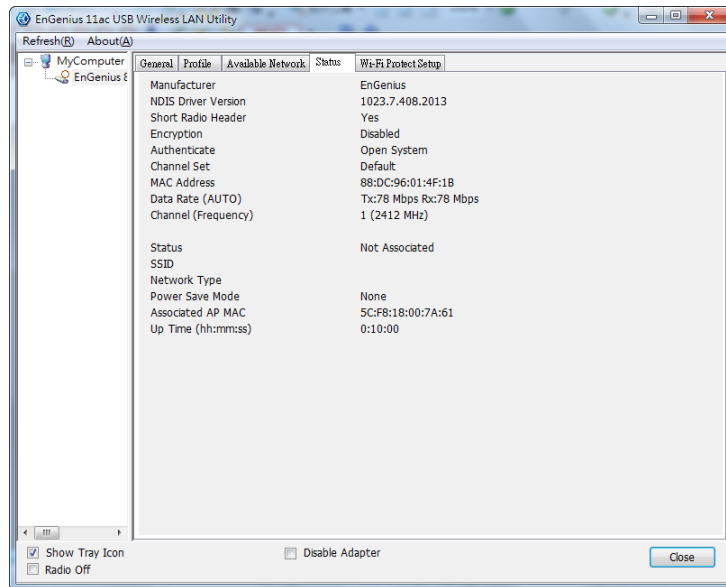 EnGenius 11ac USB Wireless LAN Utility
Refresh(R) About(A)
MyComputer
EnGenius 8
General Profile Available Network Status Wi-Fi Protect Setup
Manufacturer EnGenius
NDIS Driver Version 1023.7.408.2013
Short Radio Header Yes
Encryption Disabled
Authenticate Open System
Channel Set Default
MAC Address 88:DC:96:01:4F:1B
Data Rate (AUTO) Tx:78 Mbps Rx:78 Mbps
Channel (Frequency) 1 (2412 MHz)
Status Not Associated
SSID
Network Type
Power Save Mode None
Associated AP MAC 5C:F8:18:00:7A:61
Up Time (hh:mm:ss) 0:10:00
Show Tray Icon Disable Adapter
Radio Off
Close